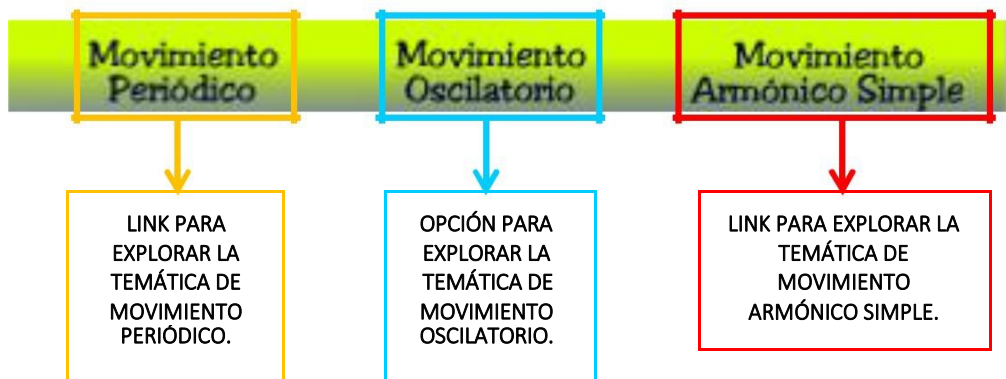 Movimiento
Periódico
Movimiento
Oscilatorio
Movimiento
Armónico Simple
LINK PARA
EXPLORAR LA
TEMÁTICA DE
MOVIMIENTO
PERIÓDICO.
OPCIÓN PARA
EXPLORAR LA
TEMÁTICA DE
MOVIMIENTO
OSCILATORIO.
LINK PARA EXPLORAR LA
TEMÁTICA DE
MOVIMIENTO
ARMÓNICO SIMPLE.